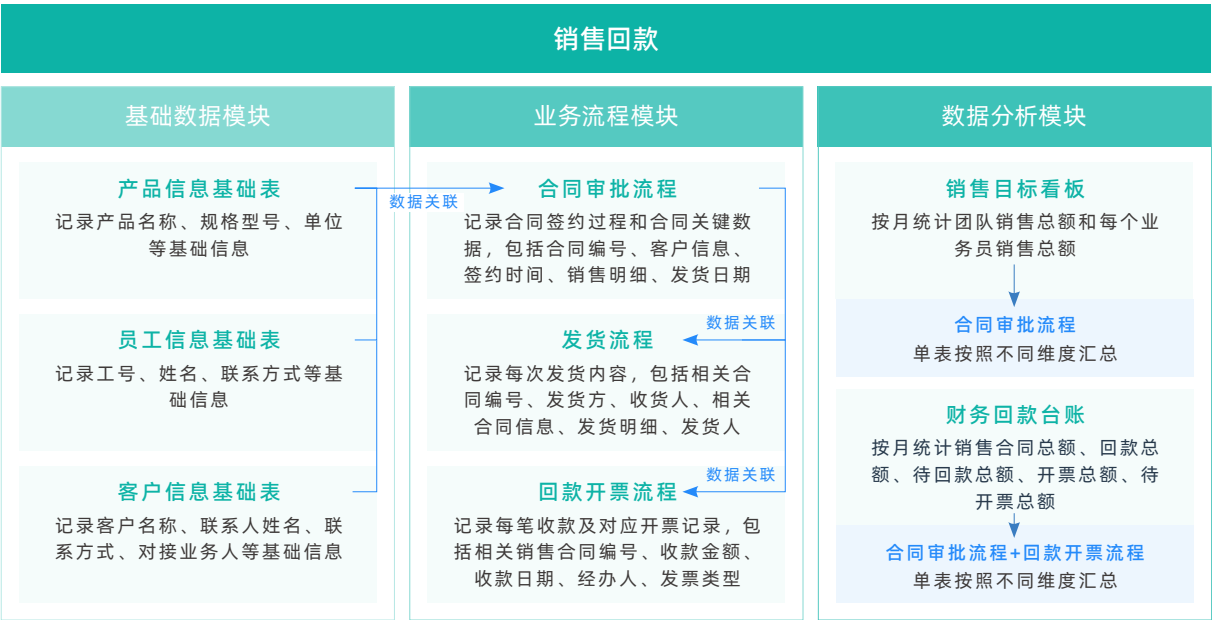 销售回款
基础数据模块
产品信息基础表
记录产品名称、规格型号、单位
等基础信息
员工信息基础表
记录工号、姓名、联系方式等基
础信息
客户信息基础表
记录客户名称、联系人姓名、联
系方式、对接业务人等基础信息
数据关联
业务流程模块
合同审批流程
记录合同签约过程和合同关键数
据，包括合同编号、客户信息、
签约时间、销售明细、发货日期
数据关联
发货流程
记录每次发货内容，包括相关合
同编号、发货方、收货人、相关
合同信息、发货明细、发货人
数据关联
回款开票流程
记录每笔收款及对应开票记录，包
括相关销售合同编号、收款金额、
收款日期、经办人、发票类型
数据分析模块
销售目标看板
按月统计团队销售总额和每个业
务员销售总额
合同审批流程
单表按照不同维度汇总
财务回款台账
按月统计销售合同总额、回款总
额、待回款总额、开票总额、待
开票总额
合同审批流程+回款开票流程
单表按照不同维度汇总